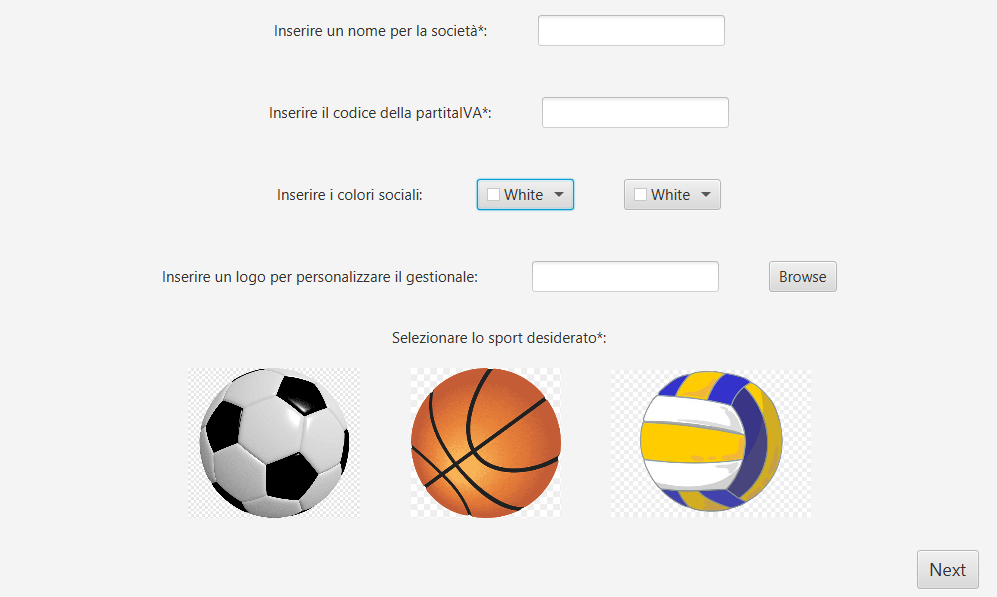 Inserire un nome per la società*:
Inserire il codice della partitaIVA*:
Inserire i colori sociali: White White
Inserire un logo per personalizzare il gestionale: Browse
Selezionare lo sport desiderato*:
Next